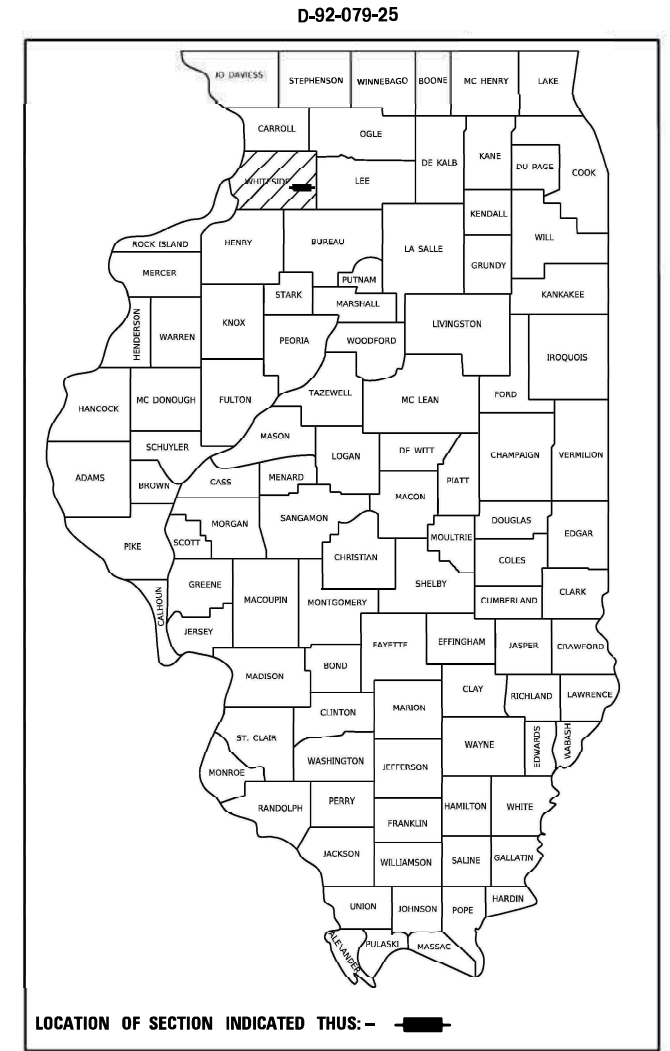 D-92-079-25
JO DAVIESS
STEPHENSON
WINNEBAGO
BOONE
MC HENRY
LAKE
CARROLL
OGLE
DE KALB
KANE
DU PAGE
COOK
WHITESIDE
LEE
KENDALL
WILL
ROCK ISLAND
HENRY
BUREAU
LA SALLE
GRUNDY
MERCER
PUTNAM
STARK
MARSHALL
KANKAKEE
HENDERSON
WARREN
KNOX
PEORIA
WOODFORD
LIVINGSTON
IROQUOIS
HANCOCK
MC DONOUGH
FULTON
TAZEWELL
MC LEAN
FORD
MASON
SCHUYLER
LOGAN
DE WITT
CHAMPAIGN
VERMILION
ADAMS
BROWN
CASS
MENARD
PIATT
MACON
MORGAN
SANGAMON
DOUGLAS
EDGAR
PIKE
SCOTT
CHRISTIAN
MOULTRIE
COLES
GREENE
CALHOUN
MACOUPIN
MONTGOMERY
SHELBY
CUMBERLAND
CLARK
JERSEY
FAYETTE
EFFINGHAM
JASPER
CRAWFORD
MADISON
BOND
CLAY
RICHLAND
LAWRENCE
CLINTON
MARION
ST. CLAIR
WAYNE
EDWARDS
WABASH
MONROE
WASHINGTON
JEFFERSON
RANDOLPH
PERRY
HAMILTON
WHITE
FRANKLIN
JACKSON
WILLIAMSON
SALINE
GALLATIN
UNION
JOHNSON
POPE
HARDIN
ALEXANDER
PULASKI
MASSAC
LOCATION OF SECTION INDICATED THUS: –